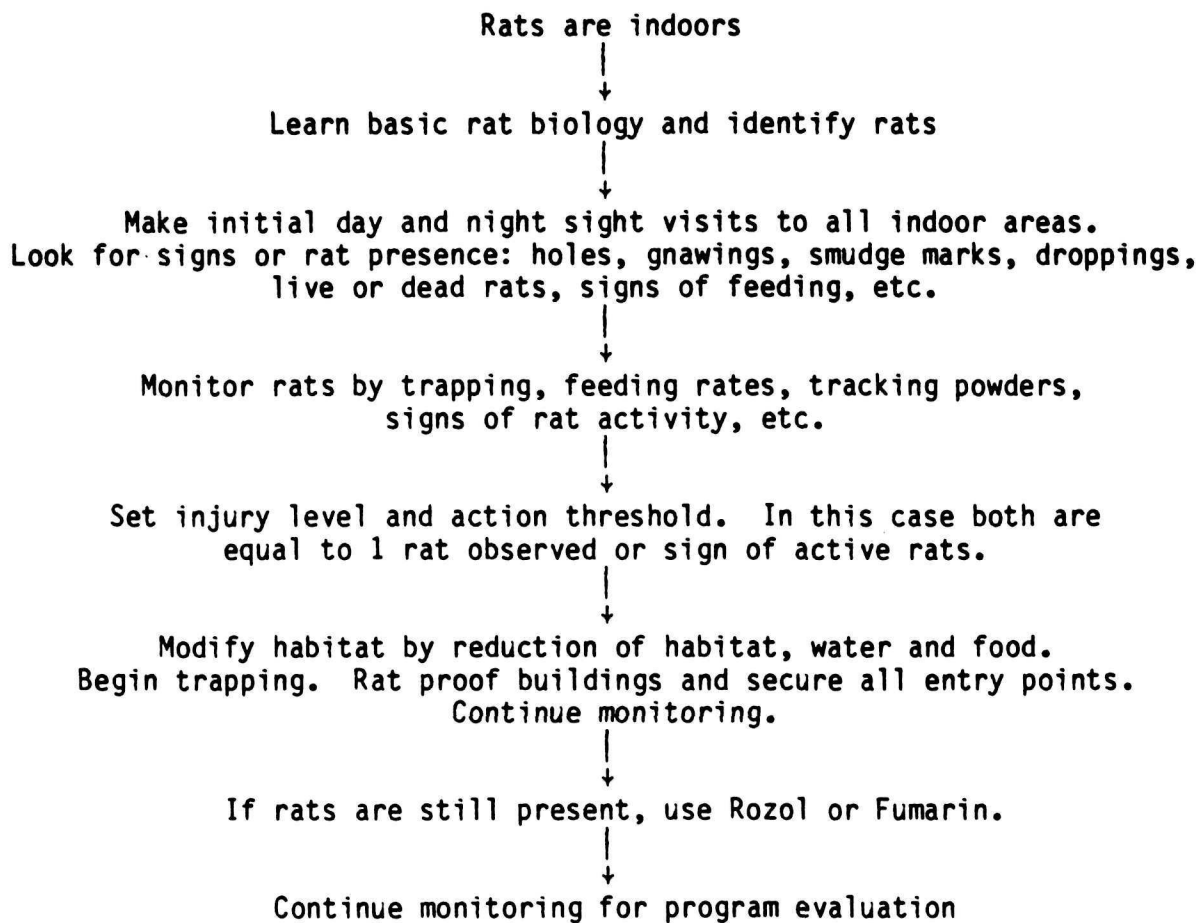 Rats are indoors
Learn basic rat biology and identify rats
Make initial day and night sight visits to all indoor areas.
Look for signs or rat presence: holes, gnawings, smudge marks, droppings,
live or dead rats, signs of feeding, etc.
Monitor rats by trapping, feeding rates, tracking powders,
signs of rat activity, etc.
Set injury level and action threshold. In this case both are
equal to 1 rat observed or sign of active rats.
Modify habitat by reduction of habitat, water and food.
Begin trapping. Rat proof buildings and secure all entry points.
Continue monitoring.
If rats are still present, use Rozol or Fumarin.
Continue monitoring for program evaluation